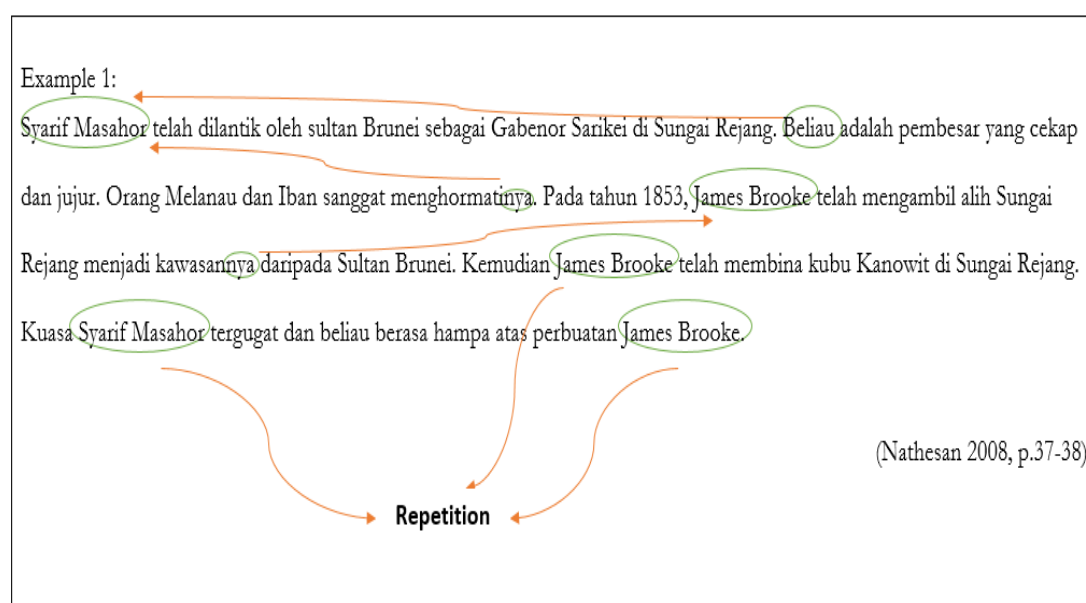 Example 1:
Syarif Masahor telah dilantik oleh sultan Brunei sebagai Gabenor Sarikei di Sungai Rejang. Beliau adalah pembesar yang cekap
dan jujur. Orang Melanau dan Iban sanggat menghormatinya. Pada tahun 1853, James Brooke telah mengambil alih Sungai
Rejang menjadi kawasannya daripada Sultan Brunei. Kemudian James Brooke telah membina kubu Kanowit di Sungai Rejang.
Kuasa Syarif Masahor tergugat dan beliau berasa hampa atas perbuatan James Brooke.
(Nathesan 2008, p.37-38)
Repetition